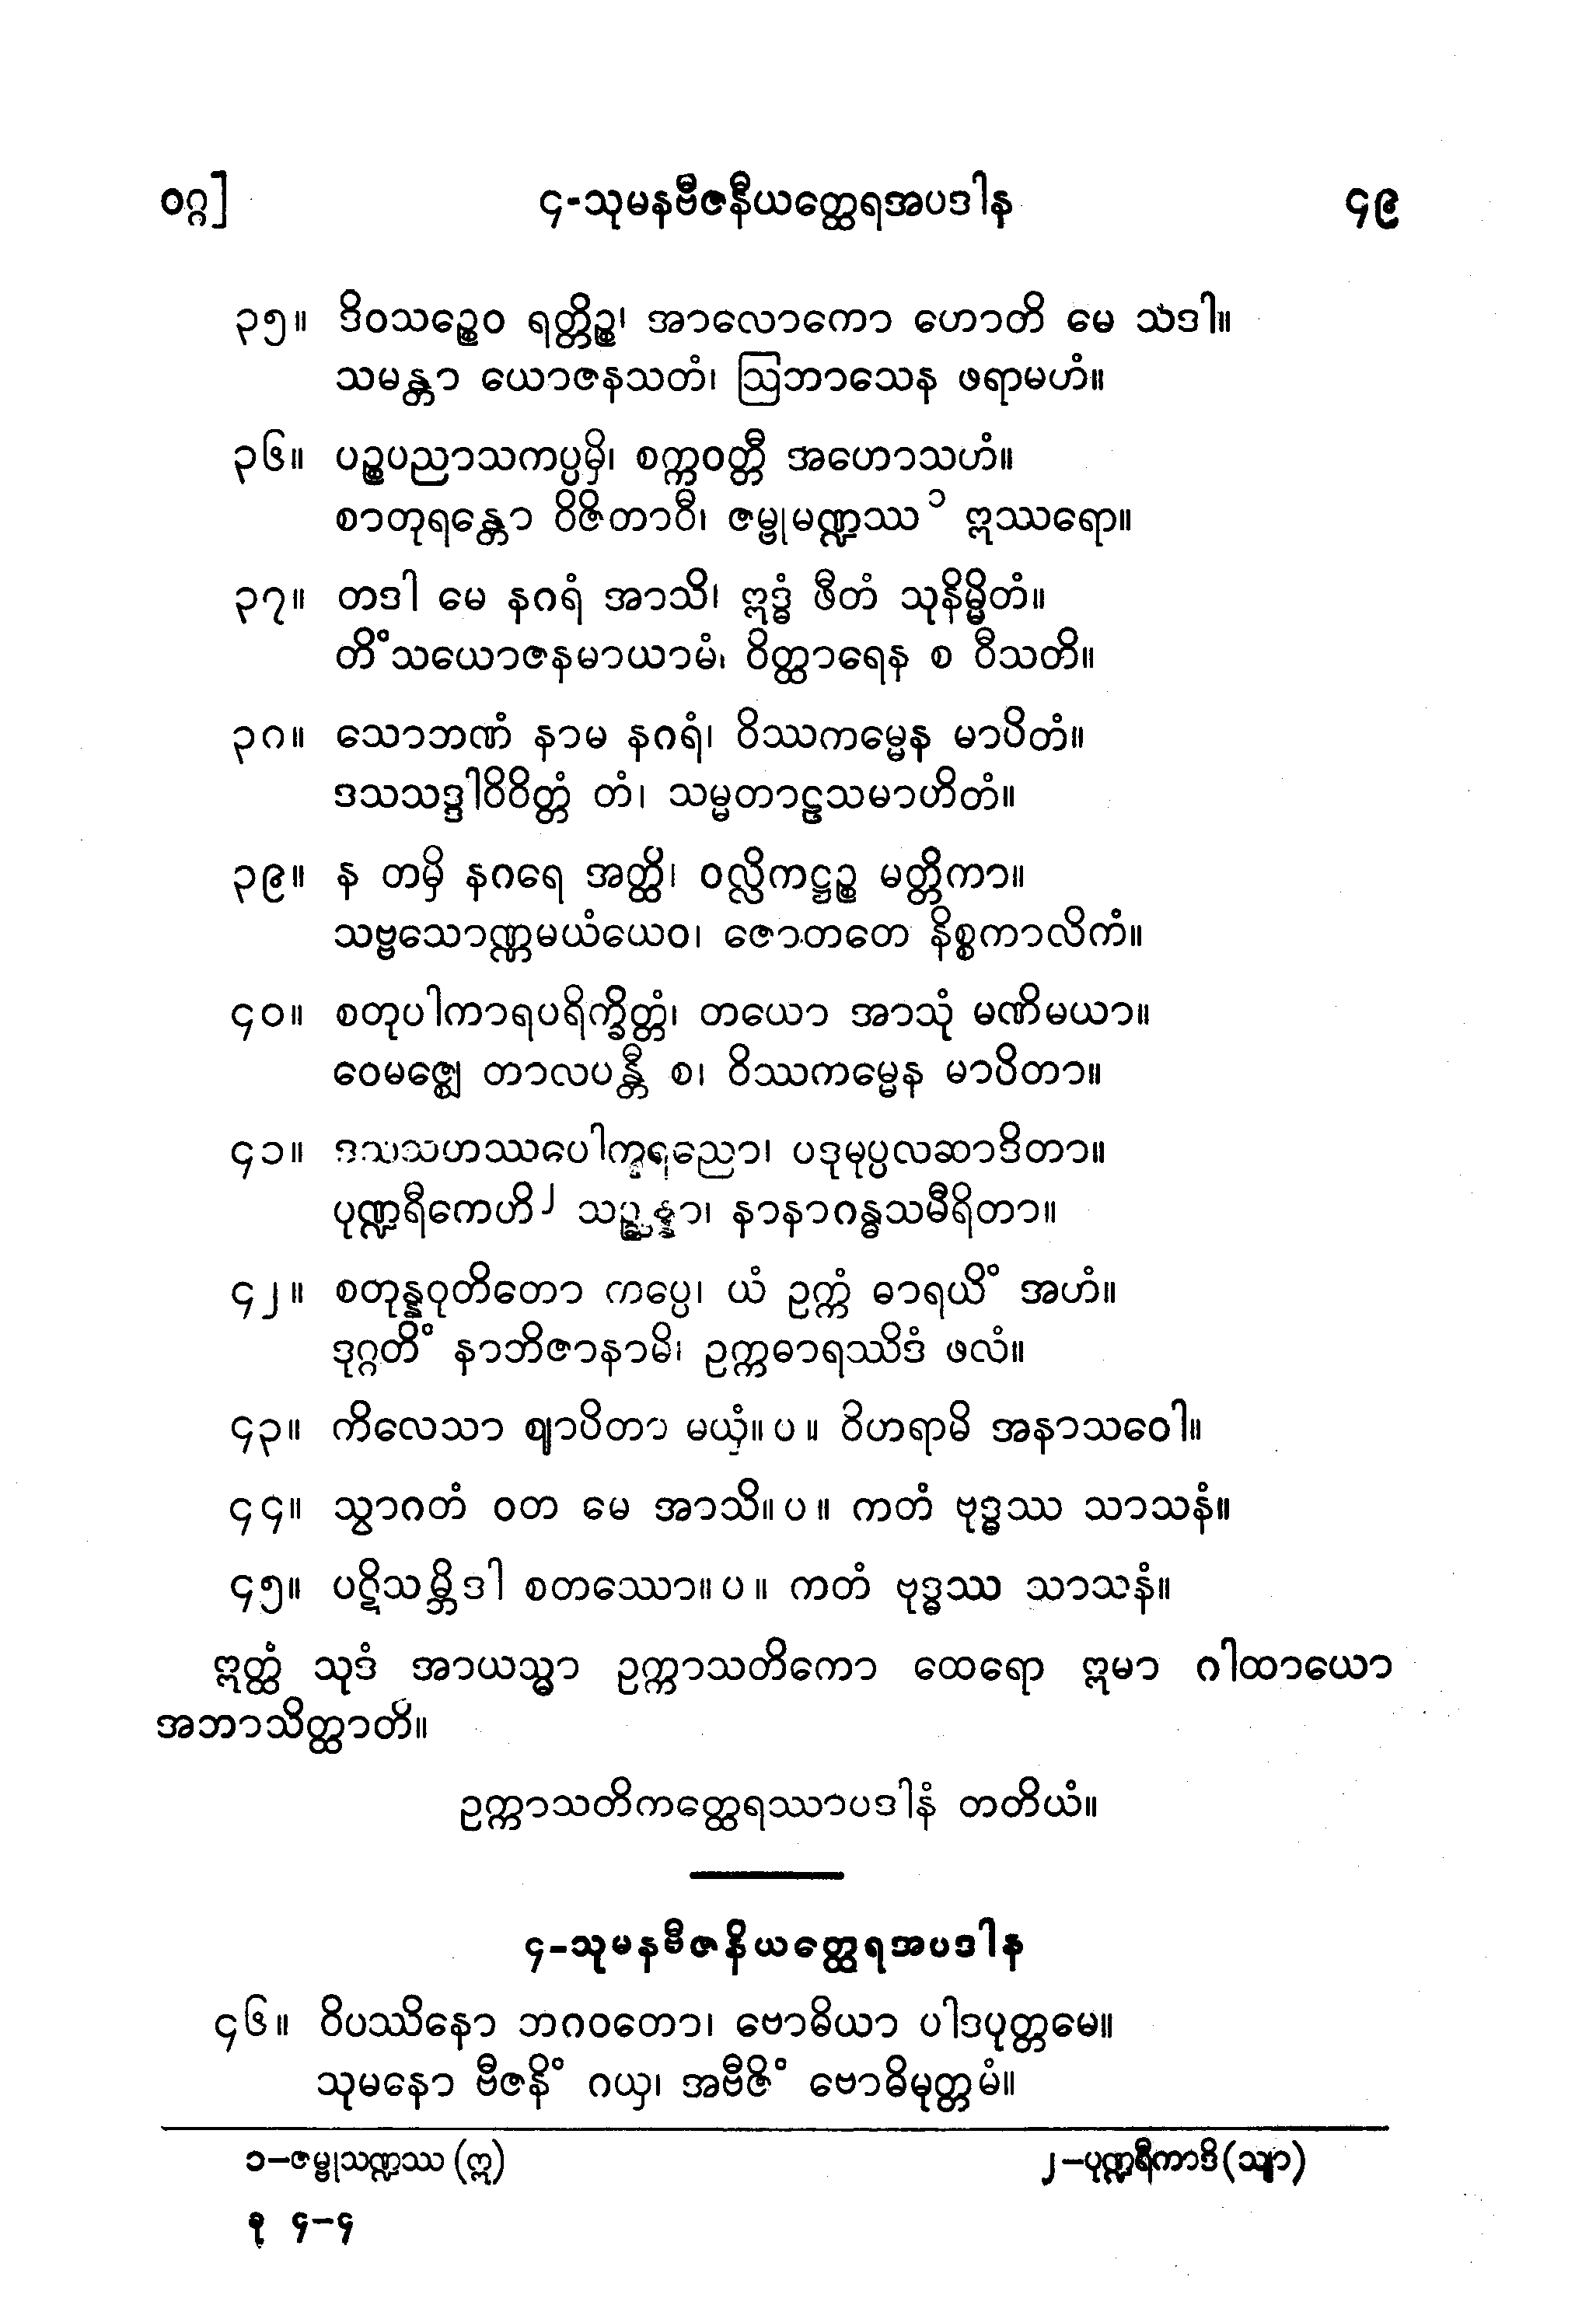 ဝဂ္ဂ] ၄-သုမနဗီဇနီယတ္ထေရအပဒါန ၄၉
၃၅။ ဒိဝသဉ္စေဝ ရတ္တိဉ္စ၊ အာလောကော ဟောတိ မေ သဒါ။
သမန္တာ ယောဇနသတံ၊ ဩဘာသေန ဖရာမဟံ။
၃၆။ ပဉ္စပညာသကပ္ပမှိ၊ စက္ကဝတ္တီ အဟောသဟံ။
စာတုရန္တော ဝိဇိတာဝီ၊ ဇမ္ဗုမဏ္ဍဿ ၁ ဣဿရော။
၃၇။ တဒါ မေ နဂရံ အာသိ၊ ဣဒ္ဓံ ဖီတံ သုနိမ္မိတံ။
တိံသယောဇနမာယာမံ၊ ဝိတ္ထာရေန စ ဝီသတိ။
၃၈။ သောဘဏံ နာမ နဂရံ၊ ဝိဿကမ္မေန မာပိတံ။
ဒသသဒ္ဒါဝိဝိတ္တံ တံ၊ သမ္မတာဠသမာဟိတံ။
၃၉။ န တမှိ နဂရေ အတ္ထိ၊ ဝလ္လိကဋ္ဌဉ္စ မတ္တိကာ။
သဗ္ဗသောဏ္ဏမယံယေဝ၊ ဇောတတေ နိစ္စကာလိကံ။
၄၀။ စတုပါကာရပရိက္ခိတ္တံ၊ တယော အာသုံ မဏိမယာ။
ဝေမဇ္ဈေ တာလပန္တီ စ၊ ဝိဿကမ္မေန မာပိတာ။
၄၁။ ဒသသဟဿပေါက္ခရညော၊ ပဒုမုပ္ပလဆာဒိတာ။
ပုဏ္ဍရီကေဟိ ၂ သဉ္ဆန္နာ၊ နာနာဂန္ဓသမီရိတာ။
၄၂။ စတုန္နဝုတိတော ကပ္ပေ၊ ယံ ဥက္ကံ ဓာရယိံ အဟံ။
ဒုဂ္ဂတိံ နာဘိဇာနာမိ၊ ဥက္ကဓာရဿိဒံ ဖလံ။
၄၃။ ကိလေသာ ဈာပိတာ မယှံ။ ပ ။ ဝိဟရာမိ အနာသဝေါ။
၄၄။ သွာဂတံ ဝတ မေ အာသိ။ ပ ။ ကတံ ဗုဒ္ဓဿ သာသနံ။
၄၅။ ပဋိသမ္ဘိဒါ စတဿော။ ပ ။ ကတံ ဗုဒ္ဓဿ သာသနံ။
ဣတ္ထံ သုဒံ အာယသ္မာ ဥက္ကာသတိကော ထေရော ဣမာ ဂါထာယော
အဘာသိတ္ထာတိ။
ဥက္ကာသတိကတ္ထေရဿာပဒါနံ တတိယံ။
၄-သုမနဗီဇနိယတ္ထေရအပဒါန
၄၆။ ဝိပဿိနော ဘဂဝတော၊ ဗောဓိယာ ပါဒပုတ္တမေ။
သုမနော ဗီဇနိံ ဂယှ၊ အဗီဇိံ ဗောဓိမုတ္တမံ။
၁-ဇမ္ဗုသဏ္ဍဿ (ဣ) ၂-ပုဏ္ဍရီကာဒိ (သျာ)
ခု ၄-၄